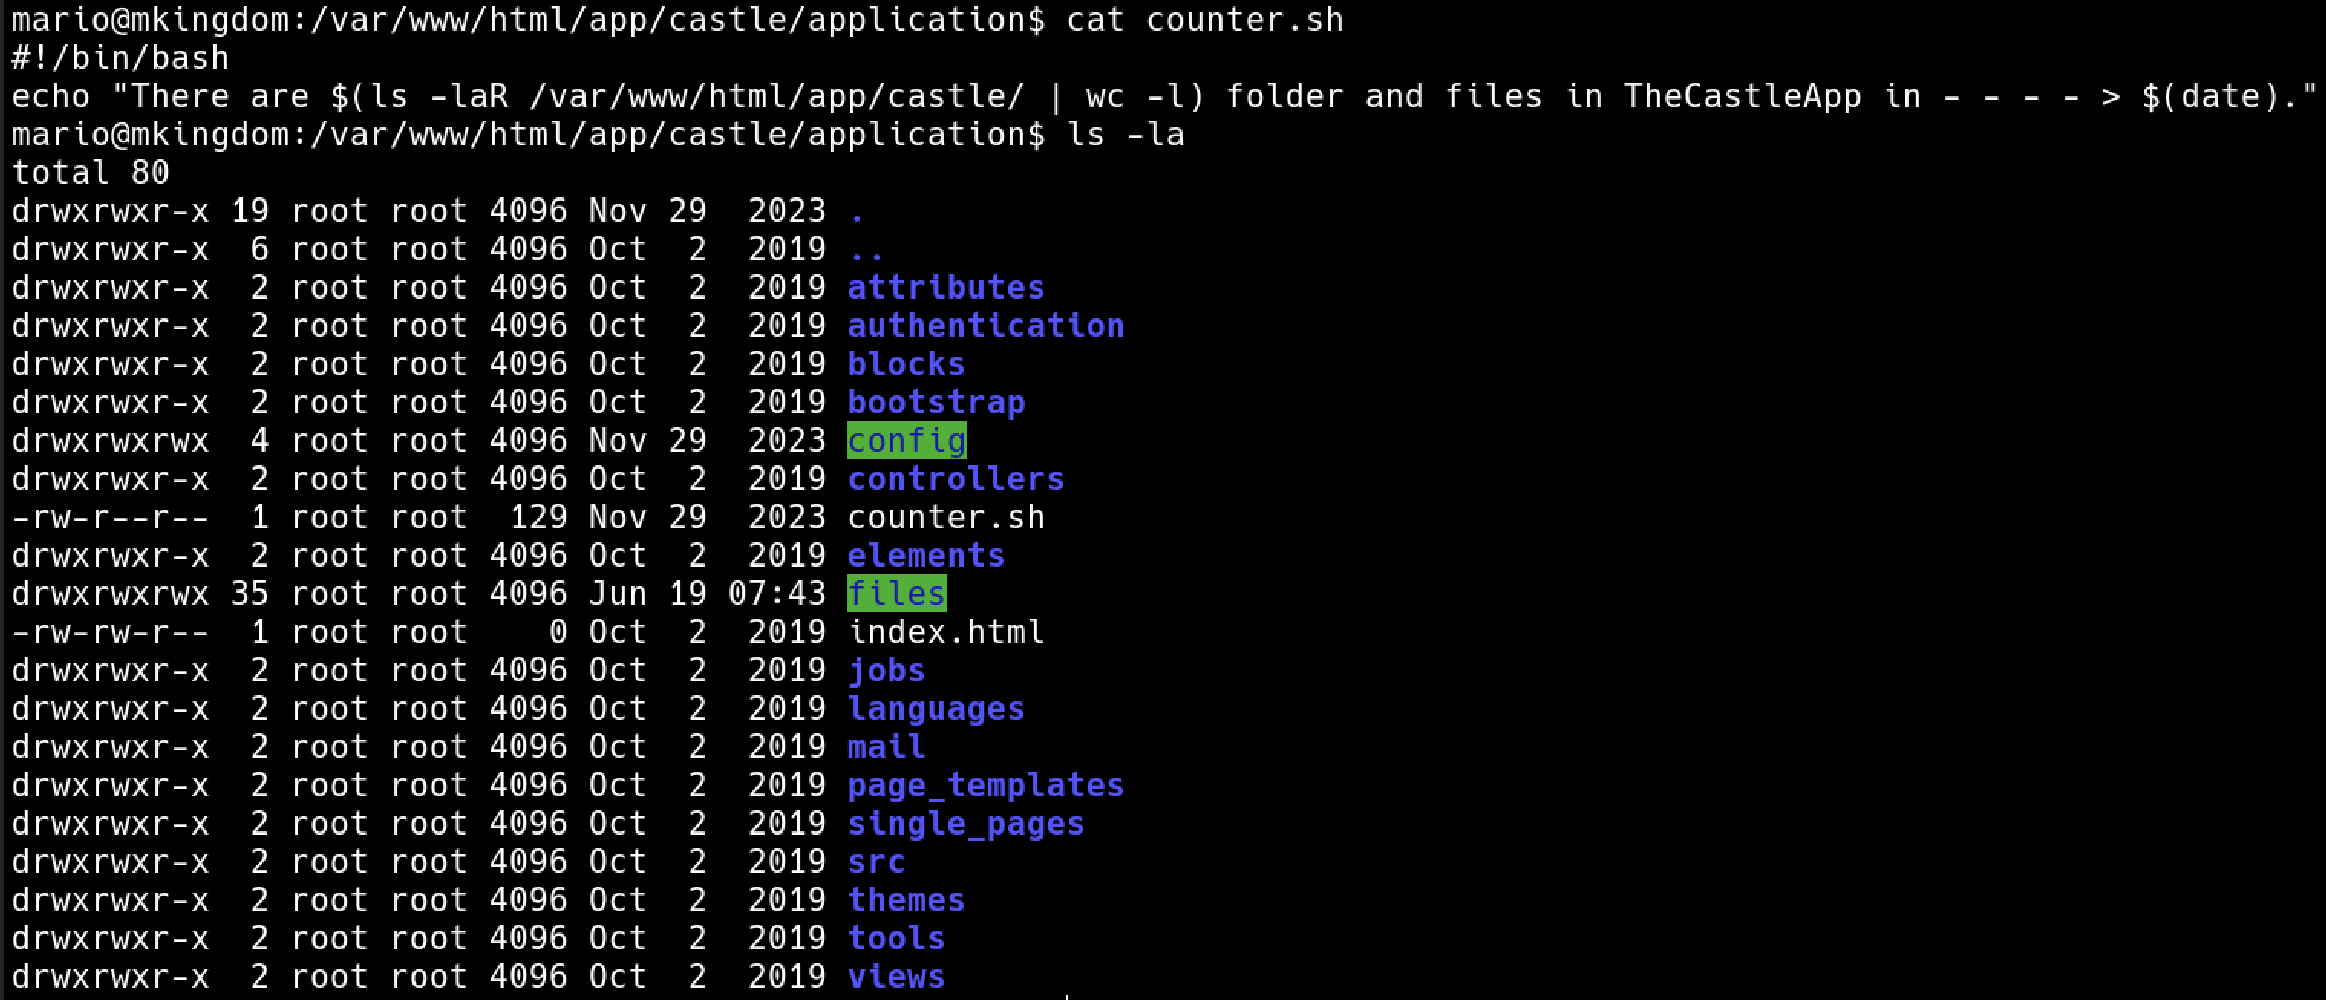 mario@mkingdom:/var/www/html/app/castle/application$ cat counter.sh
#!/bin/bash
echo "There are $(ls -laR /var/www/html/app/castle/ | wc -l) folder and files in TheCastleApp in - - - - > $(date)."
mario@mkingdom:/var/www/html/app/castle/application$ ls -la
total 80
drwxrwxr-x 19 root root 4096 Nov 29  2023 .
drwxrwxr-x  6 root root 4096 Oct  2  2019 ..
drwxrwxr-x  2 root root 4096 Oct  2  2019 attributes
drwxrwxr-x  2 root root 4096 Oct  2  2019 authentication
drwxrwxr-x  2 root root 4096 Oct  2  2019 blocks
drwxrwxr-x  2 root root 4096 Oct  2  2019 bootstrap
drwxrwxrwx  4 root root 4096 Nov 29  2023 config
drwxrwxr-x  2 root root 4096 Oct  2  2019 controllers
-rw-r--r--  1 root root  129 Nov 29  2023 counter.sh
drwxrwxr-x  2 root root 4096 Oct  2  2019 elements
drwxrwxrwx 35 root root 4096 Jun 19 07:43 files
-rw-rw-r--  1 root root    0 Oct  2  2019 index.html
drwxrwxr-x  2 root root 4096 Oct  2  2019 jobs
drwxrwxr-x  2 root root 4096 Oct  2  2019 languages
drwxrwxr-x  2 root root 4096 Oct  2  2019 mail
drwxrwxr-x  2 root root 4096 Oct  2  2019 page_templates
drwxrwxr-x  2 root root 4096 Oct  2  2019 single_pages
drwxrwxr-x  2 root root 4096 Oct  2  2019 src
drwxrwxr-x  2 root root 4096 Oct  2  2019 themes
drwxrwxr-x  2 root root 4096 Oct  2  2019 tools
drwxrwxr-x  2 root root 4096 Oct  2  2019 views